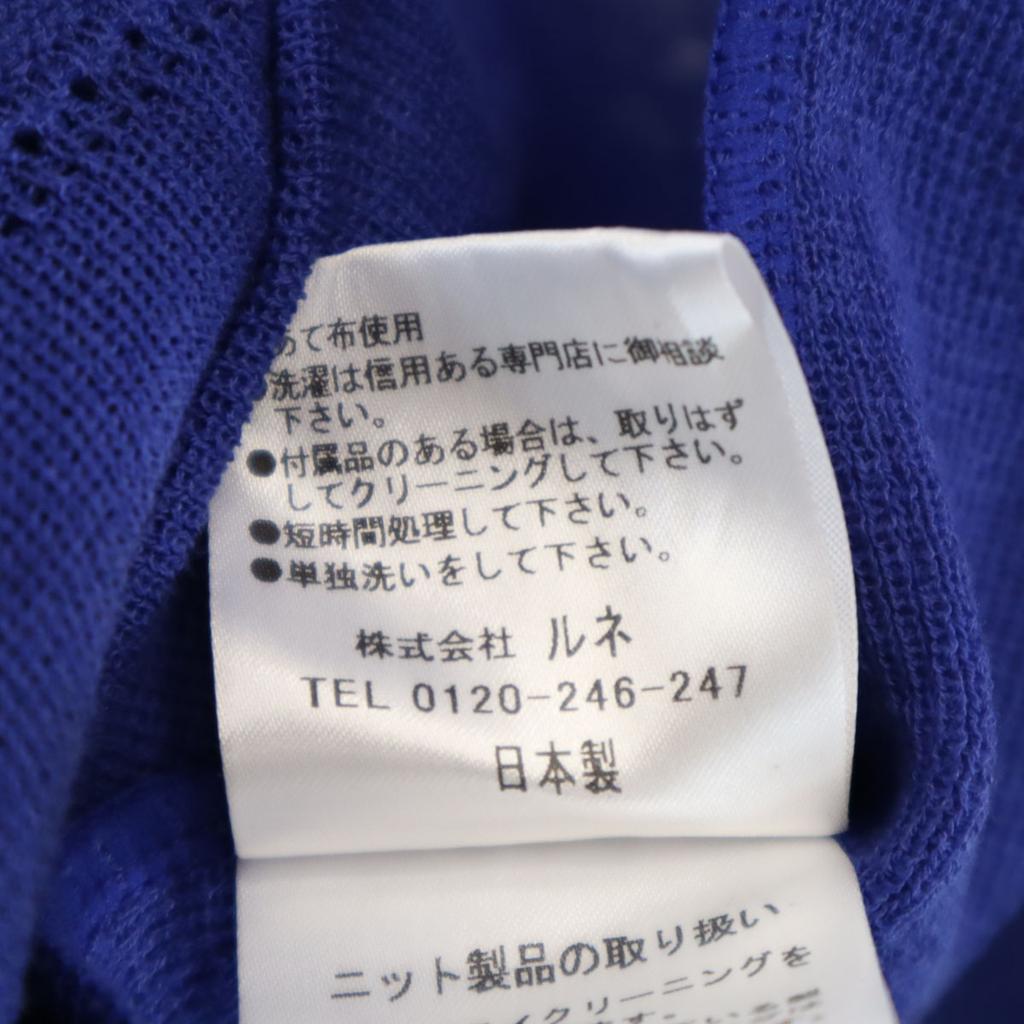 あて布使用
洗濯は信用ある専門店に御相談
下さい。
●付属品のある場合は、取りはず
してクリーニングして下さい。
●短時間処理して下さい。
●単独洗いをして下さい。
株式会社 ルネ
TEL 0120-246-247
日本製
ニット製品の取り扱い
イクリーニングを